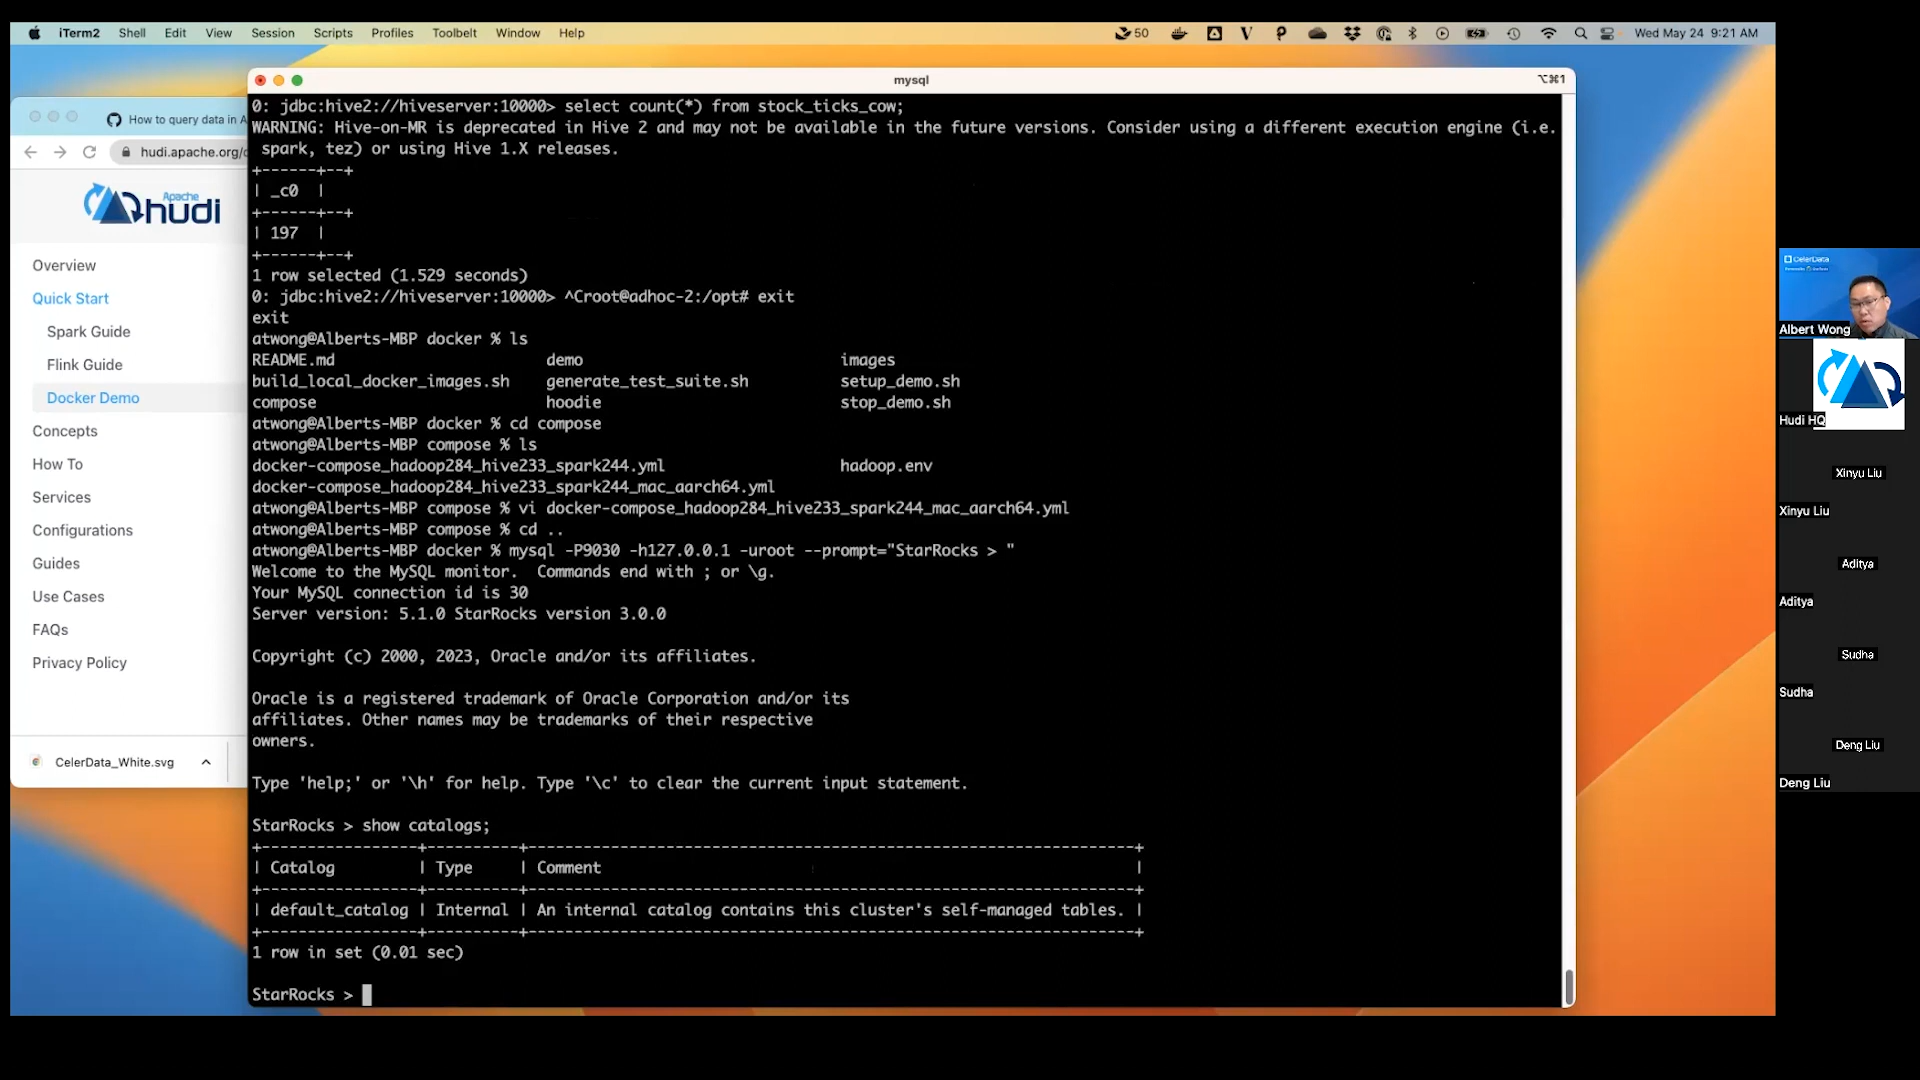 iTerm2 Shell Edit View Session Scripts Profiles Toolbelt Window Help 50 Wed May 24 9:21 AM
mysql ⌥⌘1
How to query data in A
hudi.apache.org/
Apache
hudi
Overview
Quick Start
Spark Guide
Flink Guide
Docker Demo
Concepts
How To
Services
Configurations
Guides
Use Cases
FAQs
Privacy Policy
CelerData_White.svg
0: jdbc:hive2://hiveserver:10000> select count(*) from stock_ticks_cow;
WARNING: Hive-on-MR is deprecated in Hive 2 and may not be available in the future versions. Consider using a different execution engine (i.e.
spark, tez) or using Hive 1.X releases.
+------+--+
| _c0  |
+------+--+
| 197  |
+------+--+
1 row selected (1.529 seconds)
0: jdbc:hive2://hiveserver:10000> ^Croot@adhoc-2:/opt# exit
exit
atwong@Alberts-MBP docker % ls
README.md demo images
build_local_docker_images.sh generate_test_suite.sh setup_demo.sh
compose hoodie stop_demo.sh
atwong@Alberts-MBP docker % cd compose
atwong@Alberts-MBP compose % ls
docker-compose_hadoop284_hive233_spark244.yml hadoop.env
docker-compose_hadoop284_hive233_spark244_mac_aarch64.yml
atwong@Alberts-MBP compose % vi docker-compose_hadoop284_hive233_spark244_mac_aarch64.yml
atwong@Alberts-MBP compose % cd ..
atwong@Alberts-MBP docker % mysql -P9030 -h127.0.0.1 -uroot --prompt="StarRocks > "
Welcome to the MySQL monitor.  Commands end with ; or \g.
Your MySQL connection id is 30
Server version: 5.1.0 StarRocks version 3.0.0
Copyright (c) 2000, 2023, Oracle and/or its affiliates.
Oracle is a registered trademark of Oracle Corporation and/or its
affiliates. Other names may be trademarks of their respective
owners.
Type 'help;' or '\h' for help. Type '\c' to clear the current input statement.
StarRocks > show catalogs;
+-----------------+----------+------------------------------------------------------------------+
| Catalog         | Type     | Comment                                                          |
+-----------------+----------+------------------------------------------------------------------+
| default_catalog | Internal | An internal catalog contains this cluster's self-managed tables. |
+-----------------+----------+------------------------------------------------------------------+
1 row in set (0.01 sec)
StarRocks >
CelerData
Albert Wong
Hudi HQ
Xinyu Liu
Xinyu Liu
Aditya
Aditya
Sudha
Sudha
Deng Liu
Deng Liu